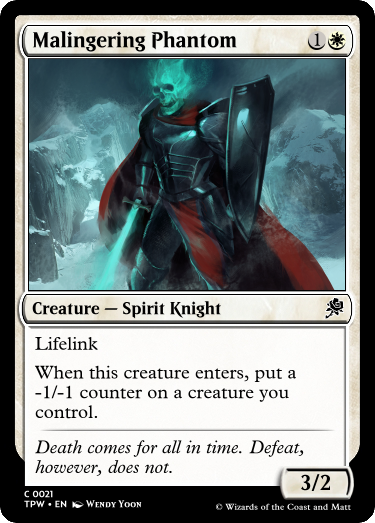 Malingering Phantom 1
Creature — Spirit Knight
Lifelink
When this creature enters, put a
-1/-1 counter on a creature you
control.
Death comes for all in time. Defeat,
however, does not.
3/2
C 0021
TPW • EN Wendy Yoon
© Wizards of the Coast and Matt